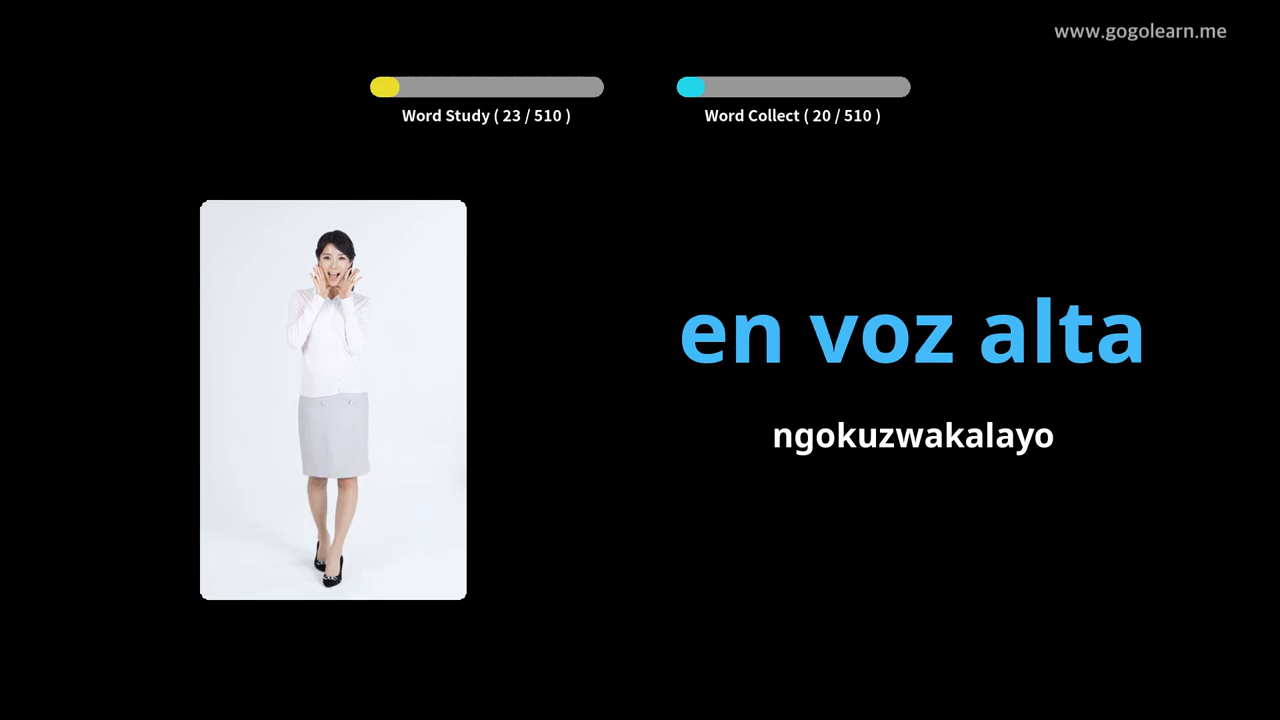 www.gogolearn.me
Word Study ( 23 / 510 )
Word Collect ( 20 / 510 )
en voz alta
ngokuzwakalayo